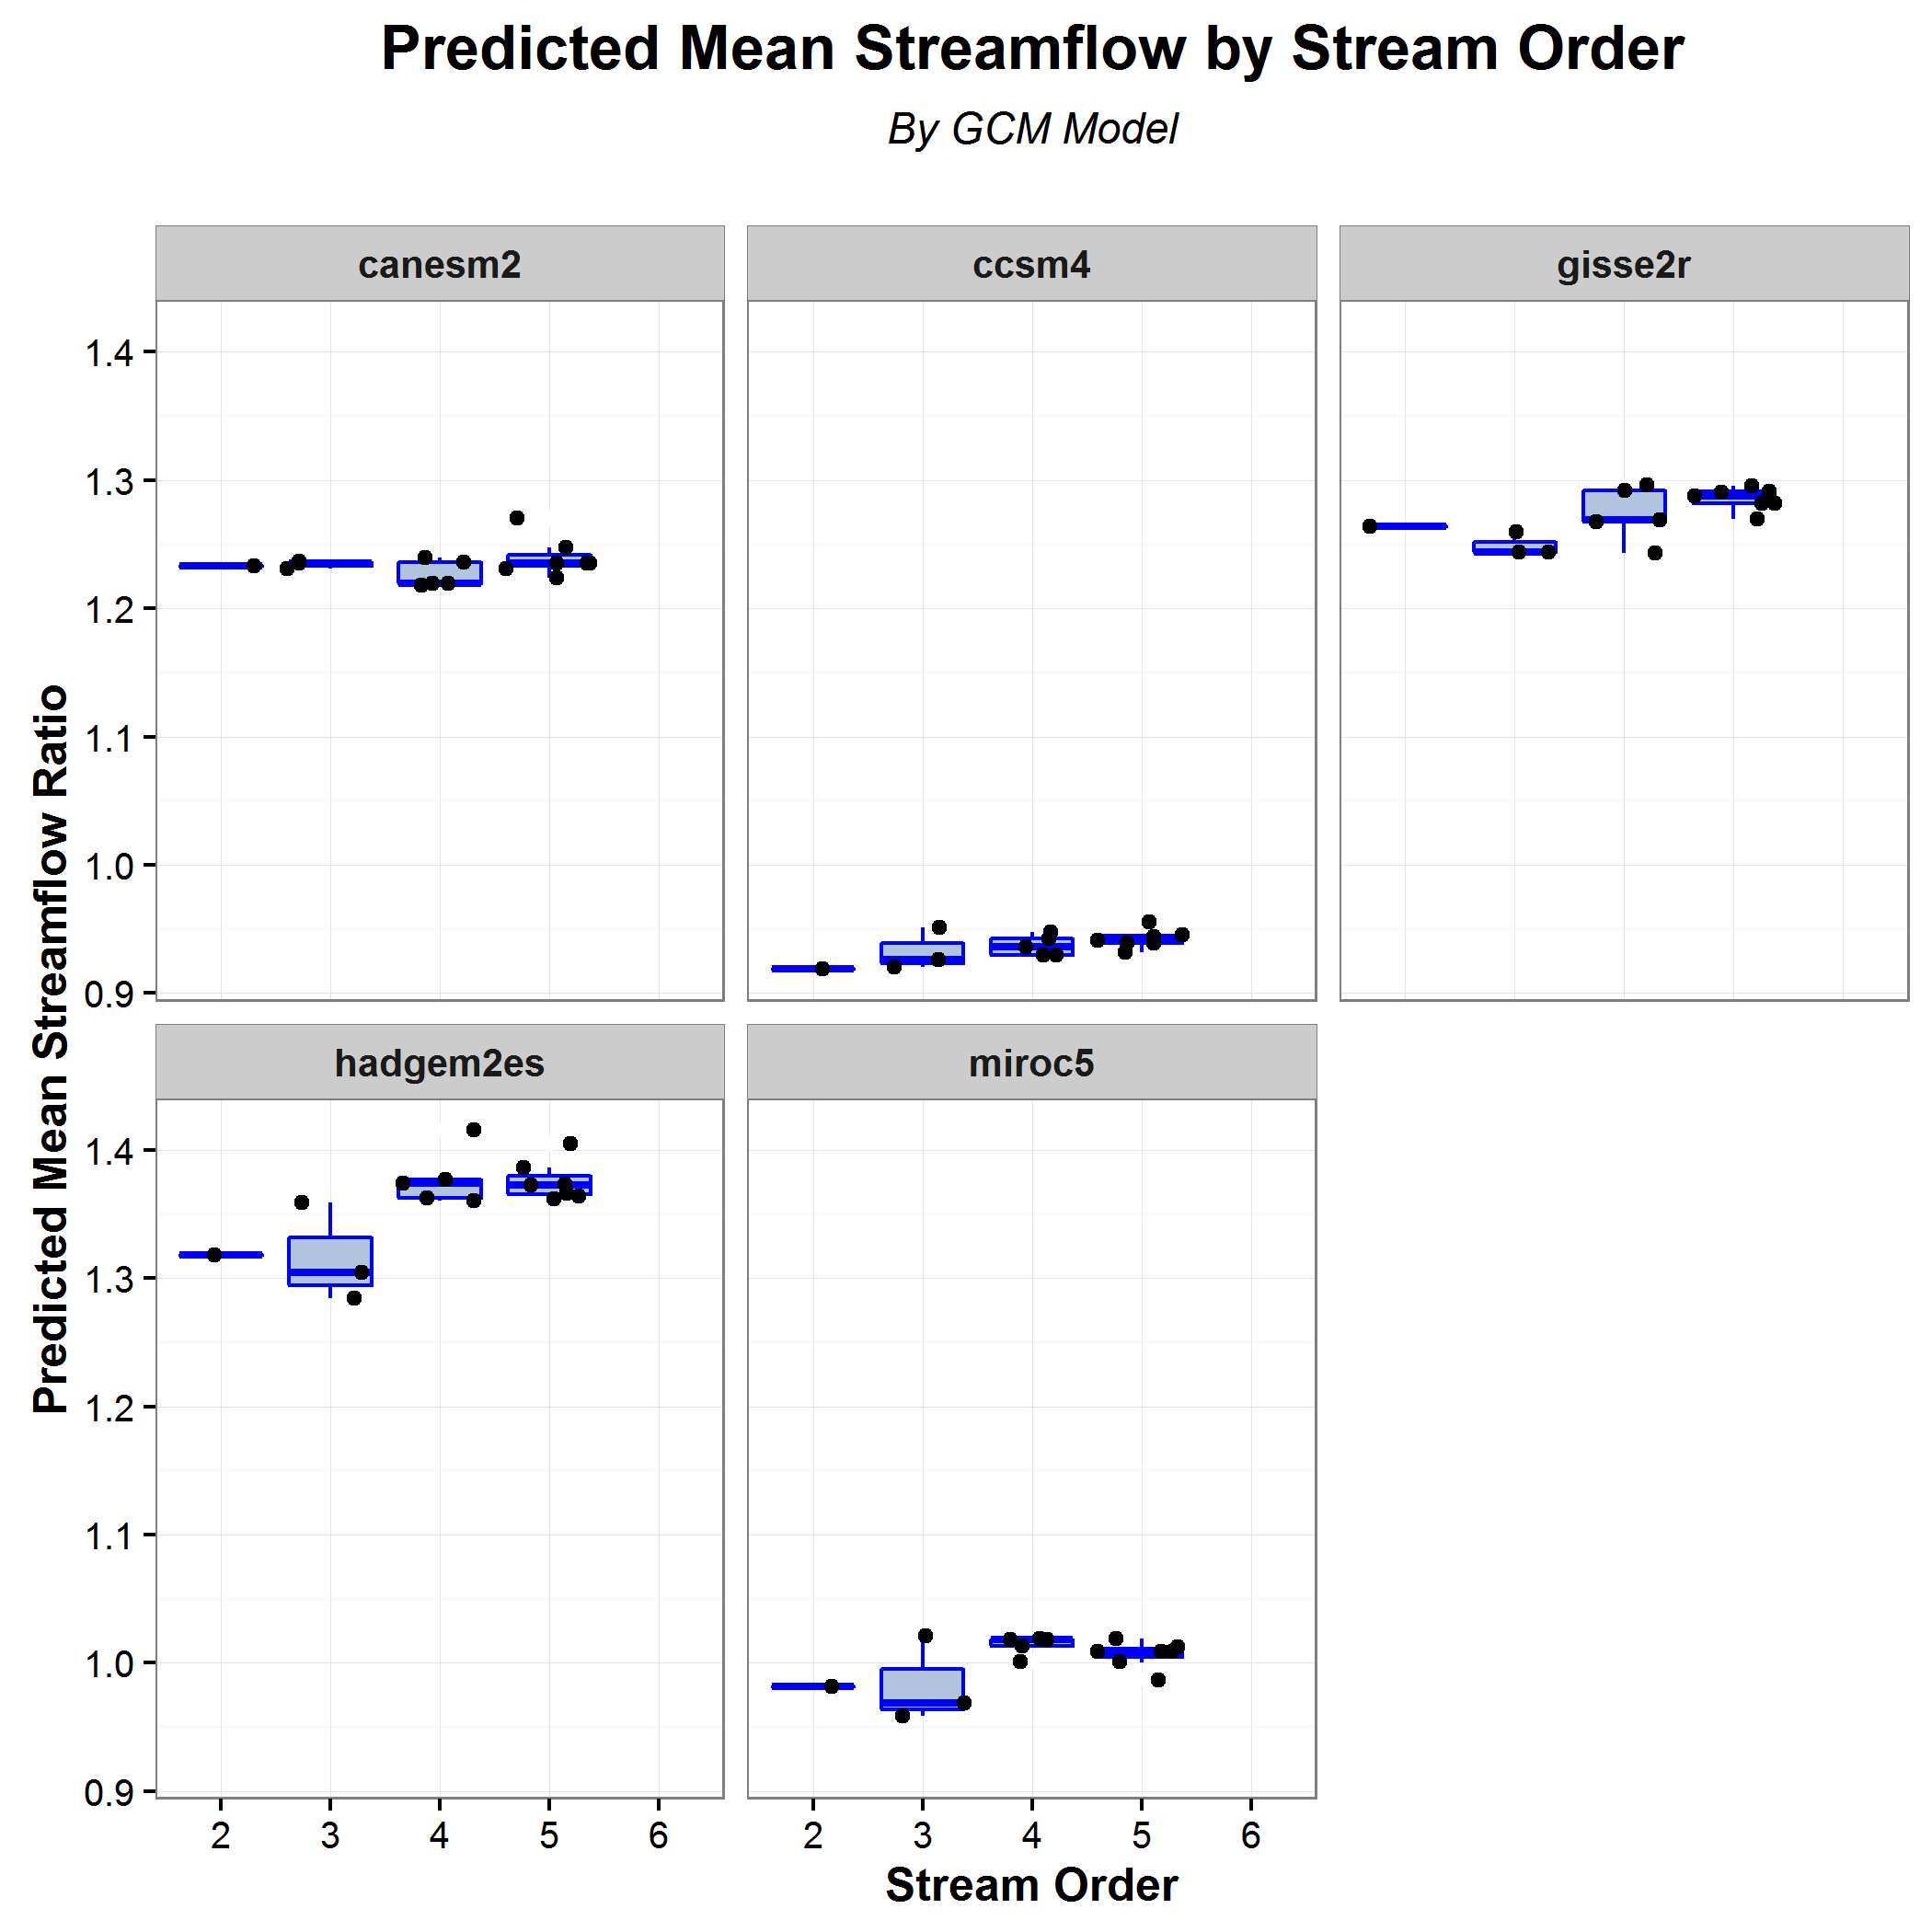 Predicted Mean Streamflow by Stream Order
By GCM Model
canesm2
ccsm4
gisse2r
1.4
1.3
1.2
1.1
1.0
0.9
Predicted Mean Streamflow Ratio
hadgem2es
miroc5
1.4
1.3
1.2
1.1
1.0
0.9
2 3 4 5 6
2 3 4 5 6
Stream Order